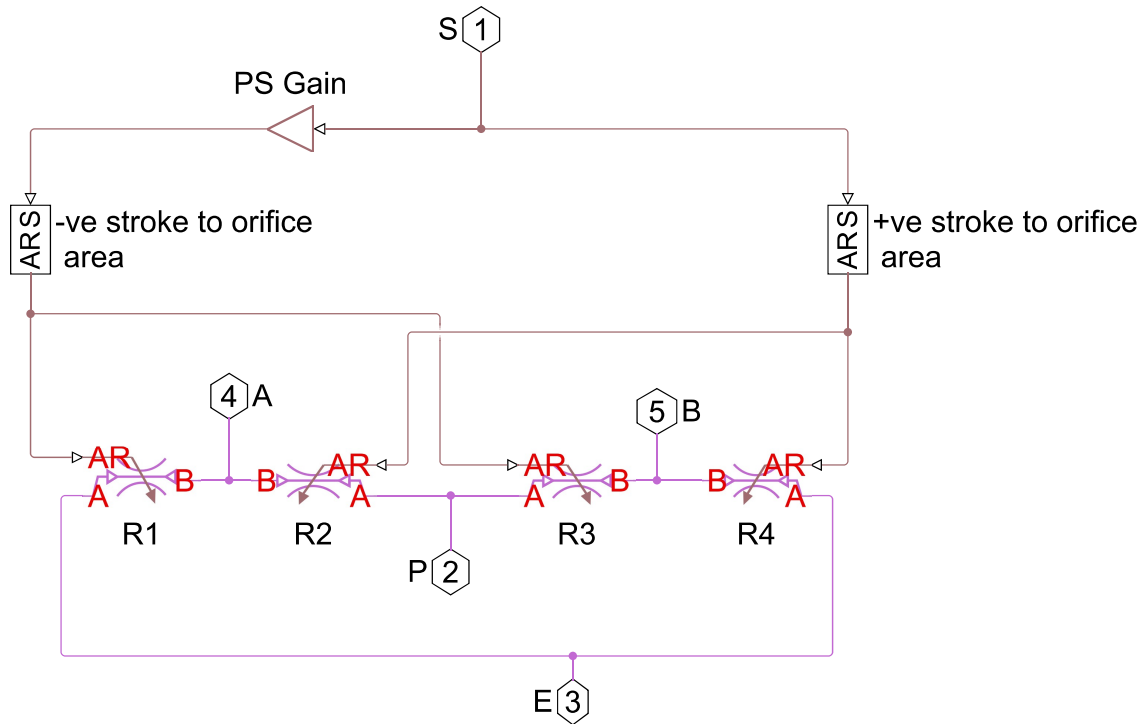 S 1
PS Gain
ARS
-ve stroke to orifice
area
ARS
+ve stroke to orifice
area
4 A
5 B
AR
A
B
B
AR
A
AR
A
B
B
AR
A
R1
R2
R3
R4
P 2
E 3